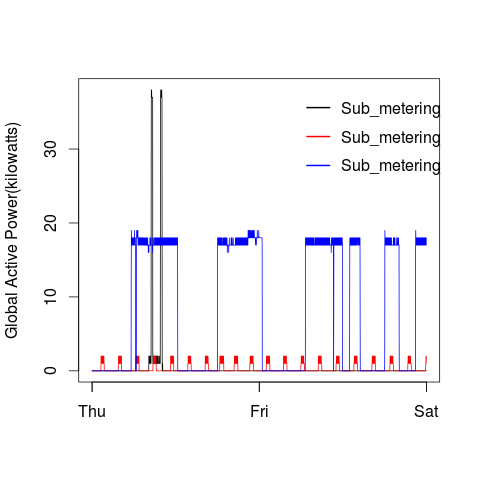 Global Active Power(kilowatts)
30
20
10
0
Sub_metering
Sub_metering
Sub_metering
Thu Fri Sat